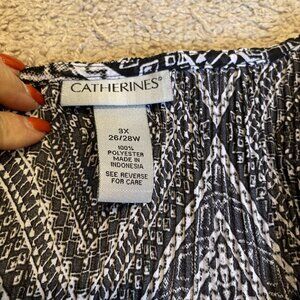 CATHERINES®
3X
26/28W
100%
POLYESTER
MADE IN
INDONESIA
SEE REVERSE
FOR CARE